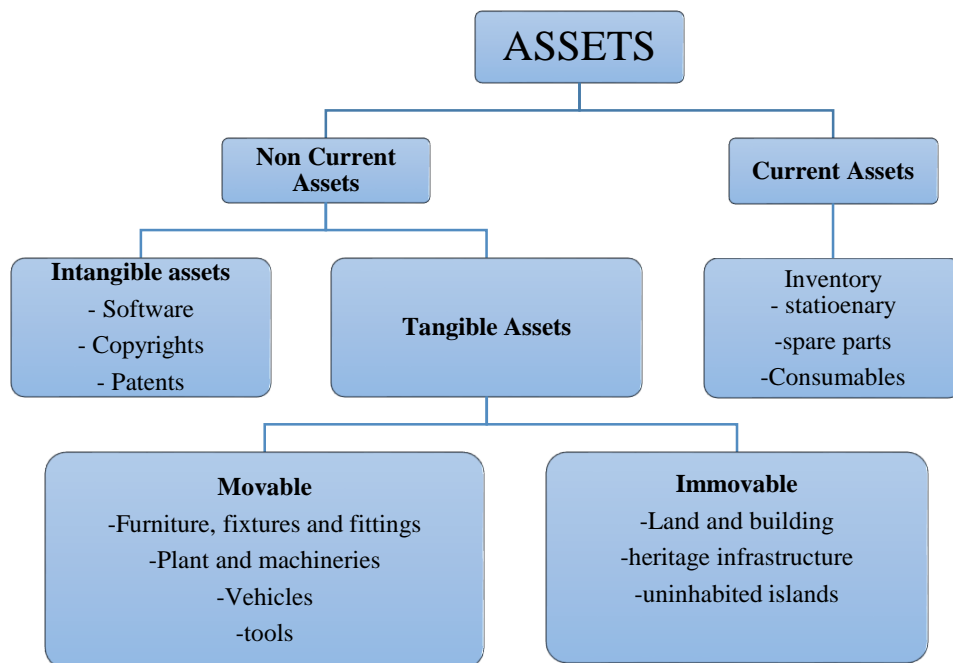 ASSETS
Non Current
Assets
Current Assets
Intangible assets
- Software
- Copyrights
- Patents
Tangible Assets
Inventory
- statioenary
-spare parts
-Consumables
Movable
-Furniture, fixtures and fittings
-Plant and machineries
-Vehicles
-tools
Immovable
-Land and building
-heritage infrastructure
-uninhabited islands